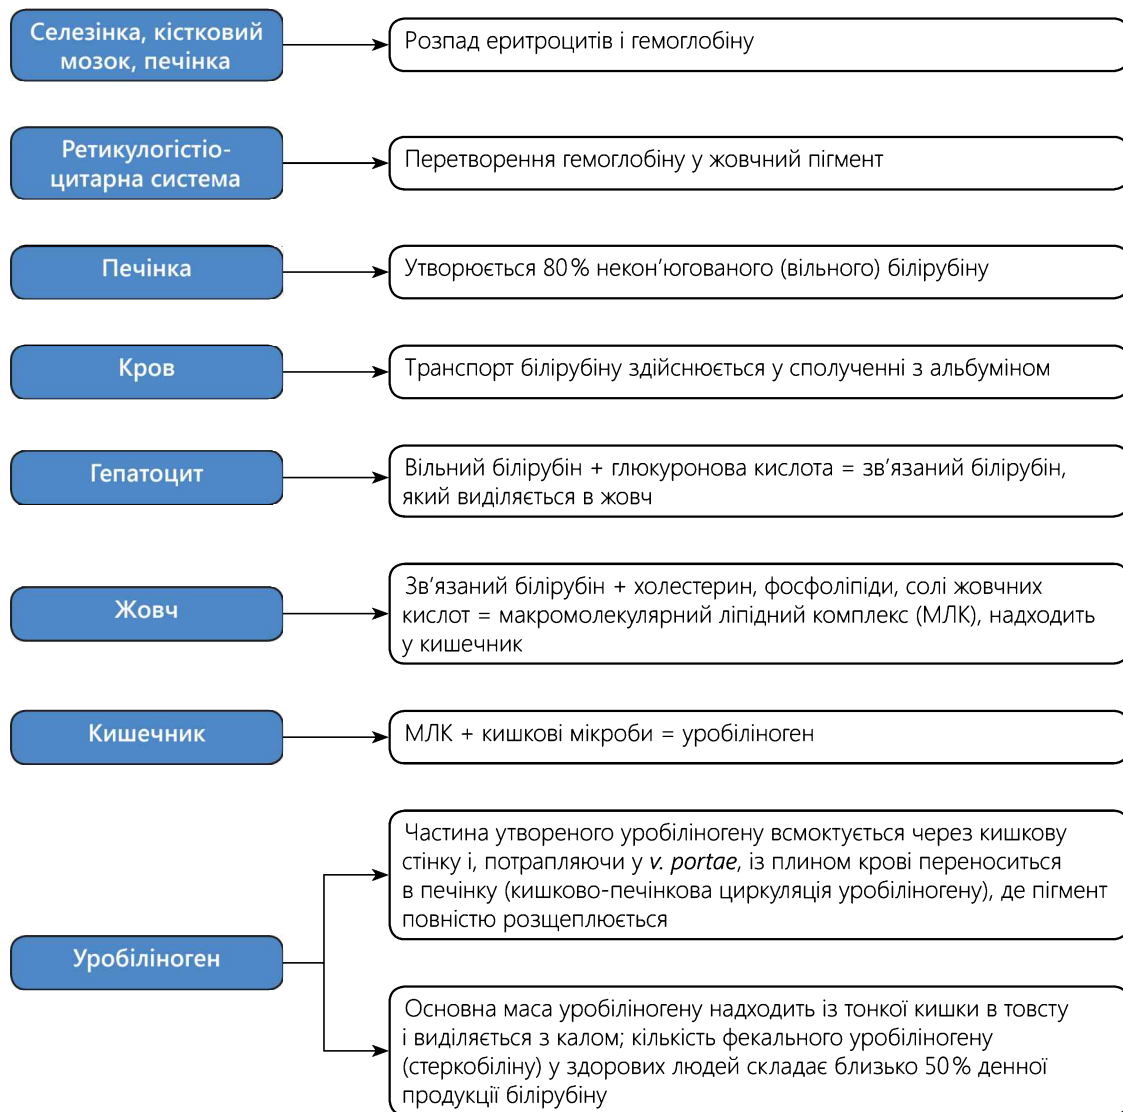 Селезінка, кістковий
мозок, печінка
Розпад еритроцитів і гемоглобіну
Ретикулогістіо-
цитарна система
Перетворення гемоглобіну у жовчний пігмент
Печінка
Утворюється 80% некон’югованого (вільного) білірубіну
Кров
Транспорт білірубіну здійснюється у сполученні з альбуміном
Гепатоцит
Вільний білірубін + глюкуронова кислота = зв’язаний білірубін,
який виділяється в жовч
Жовч
Зв’язаний білірубін + холестерин, фосфоліпіди, солі жовчних
кислот = макромолекулярний ліпідний комплекс (МЛК), надходить
у кишечник
Кишечник
МЛК + кишкові мікроби = уробіліноген
Уробіліноген
Частина утвореного уробіліногену всмоктується через кишкову
стінку і, потрапляючи у v. portae, із плином крові переноситься
в печінку (кишково-печінкова циркуляція уробіліногену), де пігмент
повністю розщеплюється
Основна маса уробіліногену надходить із тонкої кишки в товсту
і виділяється з калом; кількість фекального уробіліногену
(стеркобіліну) у здорових людей складає близько 50% денної
продукції білірубіну